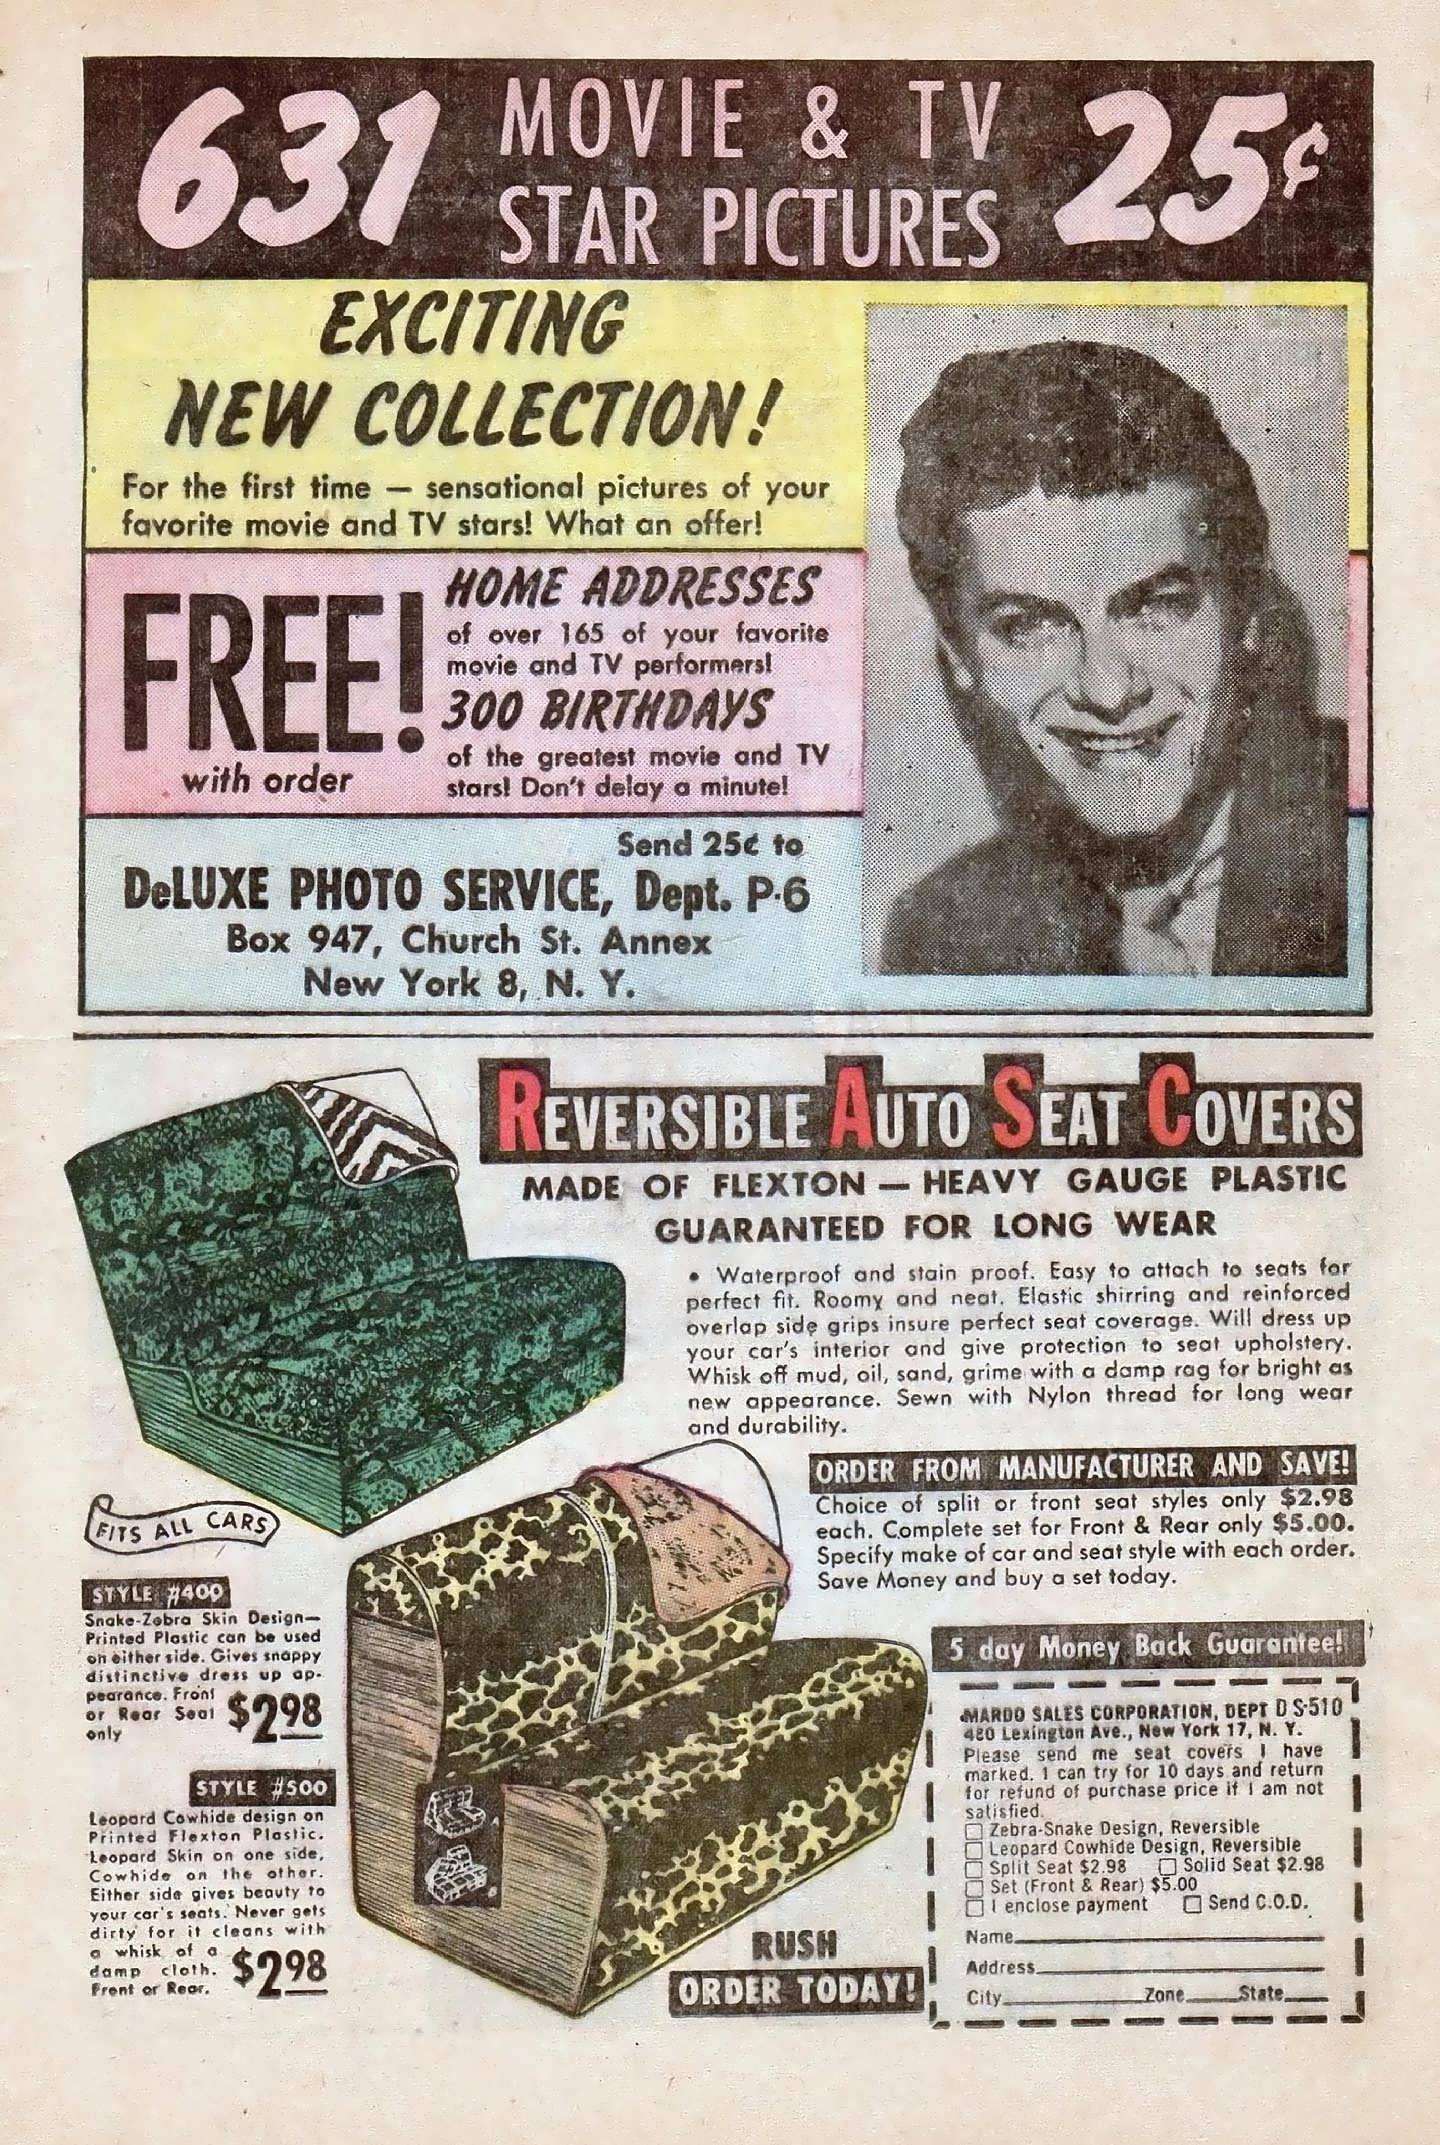 631 MOVIE & TV STAR PICTURES 25¢
EXCITING
NEW COLLECTION!
For the first time — sensational pictures of your
favorite movie and TV stars! What an offer!
FREE!
with order
HOME ADDRESSES
of over 165 of your favorite
movie and TV performers!
300 BIRTHDAYS
of the greatest movie and TV
stars! Don't delay a minute!
Send 25¢ to
DeLUXE PHOTO SERVICE, Dept. P-6
Box 947, Church St. Annex
New York 8, N. Y.
REVERSIBLE AUTO SEAT COVERS
MADE OF FLEXTON — HEAVY GAUGE PLASTIC
GUARANTEED FOR LONG WEAR
• Waterproof and stain proof. Easy to attach to seats for
perfect fit. Roomy and neat. Elastic shirring and reinforced
overlap side grips insure perfect seat coverage. Will dress up
your car's interior and give protection to seat upholstery.
Whisk off mud, oil, sand, grime with a damp rag for bright as
new appearance. Sewn with Nylon thread for long wear
and durability.
ORDER FROM MANUFACTURER AND SAVE!
Choice of split or front seat styles only $2.98
each. Complete set for Front & Rear only $5.00.
Specify make of car and seat style with each order.
Save Money and buy a set today.
FITS ALL CARS
STYLE #400
Snake-Zebra Skin Design—
Printed Plastic can be used
on either side. Gives snappy
distinctive dress up ap-
pearance. Front
or Rear Seat
only
$2.98
STYLE #500
Leopard Cowhide design on
Printed Flexton Plastic.
Leopard Skin on one side,
Cowhide on the other.
Either side gives beauty to
your car's seats. Never gets
dirty for it cleans with
a whisk of a
damp cloth.
Front or Rear.
$2.98
RUSH
ORDER TODAY!
5 day Money Back Guarantee!
MARDO SALES CORPORATION, DEPT DS-510
480 Lexington Ave., New York 17, N. Y.
Please send me seat covers I have
marked. I can try for 10 days and return
for refund of purchase price if I am not
satisfied.
☐ Zebra-Snake Design, Reversible
☐ Leopard Cowhide Design, Reversible
☐ Split Seat $2.98 ☐ Solid Seat $2.98
☐ Set (Front & Rear) $5.00
☐ I enclose payment ☐ Send C.O.D.
Name
Address
City Zone State